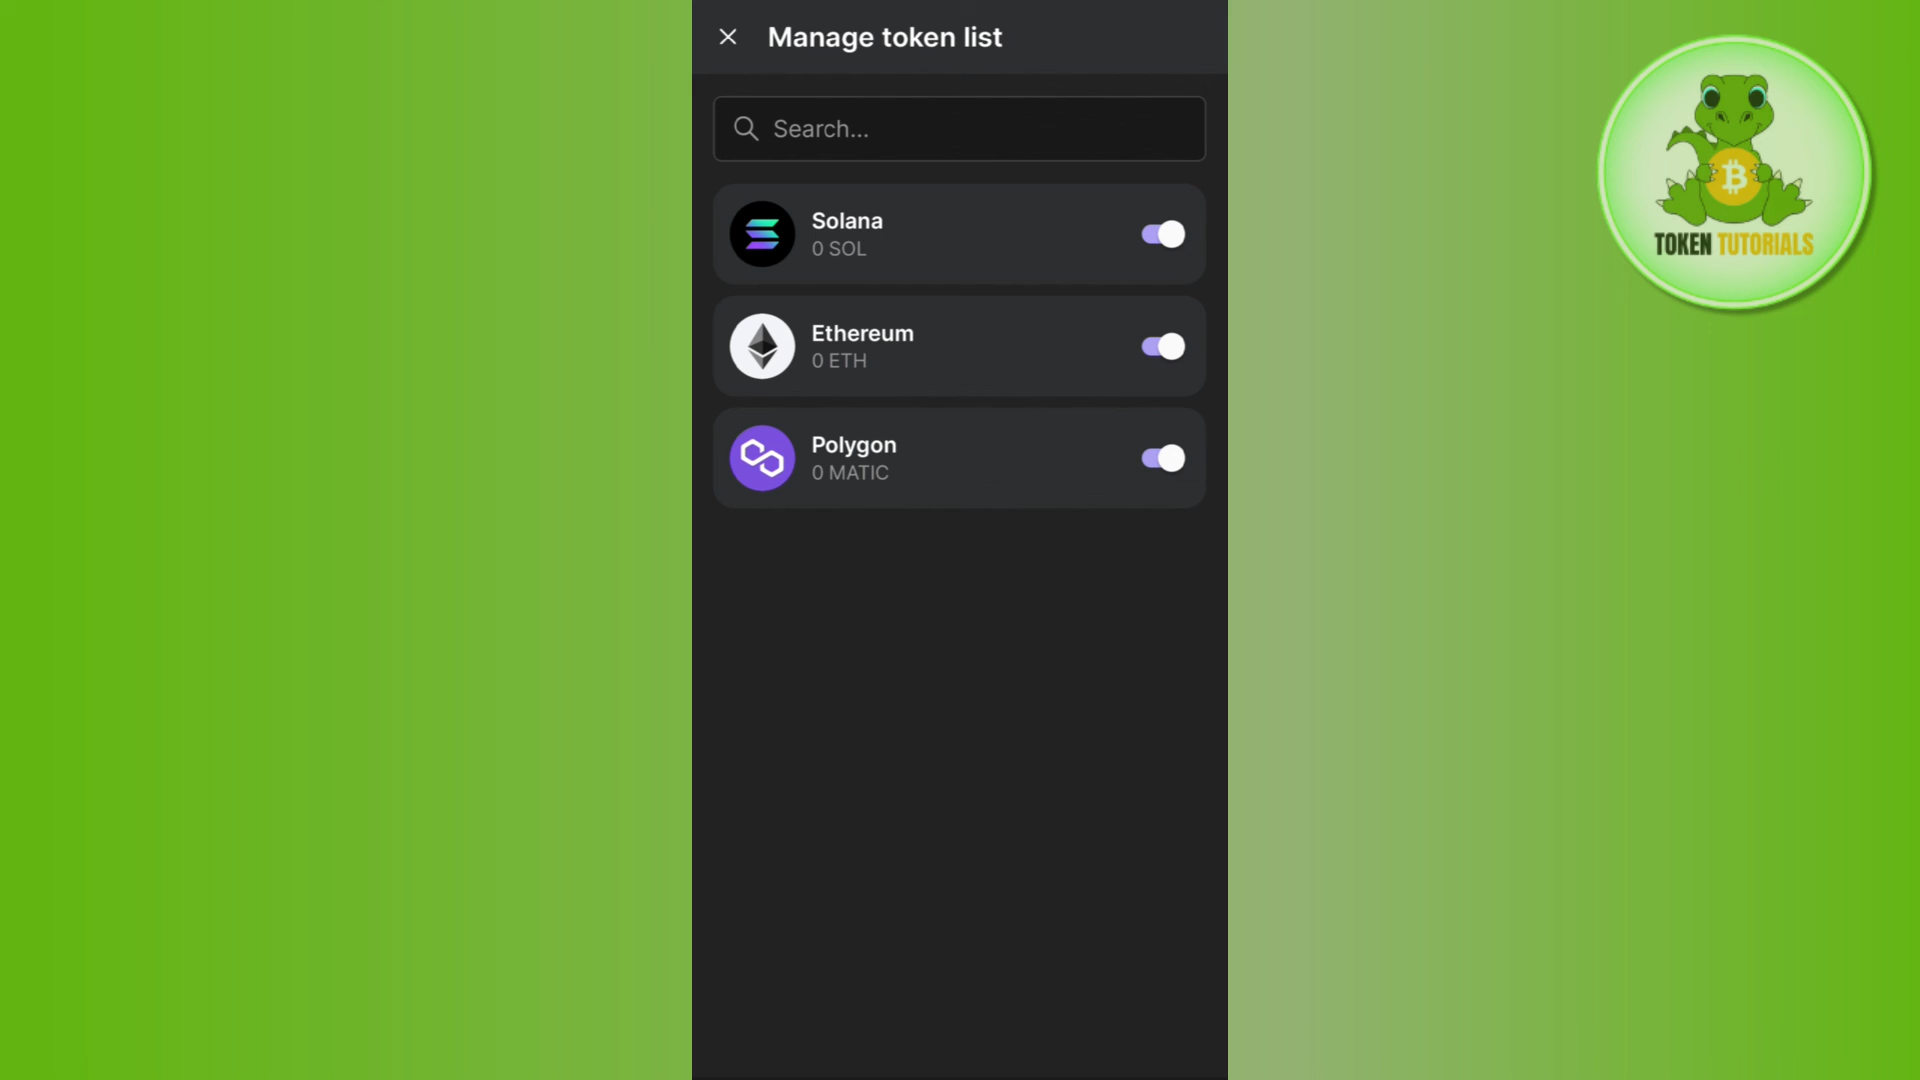 Manage token list
Search...
Solana
0 SOL
Ethereum
0 ETH
Polygon
0 MATIC
TOKEN TUTORIALS